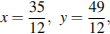 x = 35/12, y = 49/12,